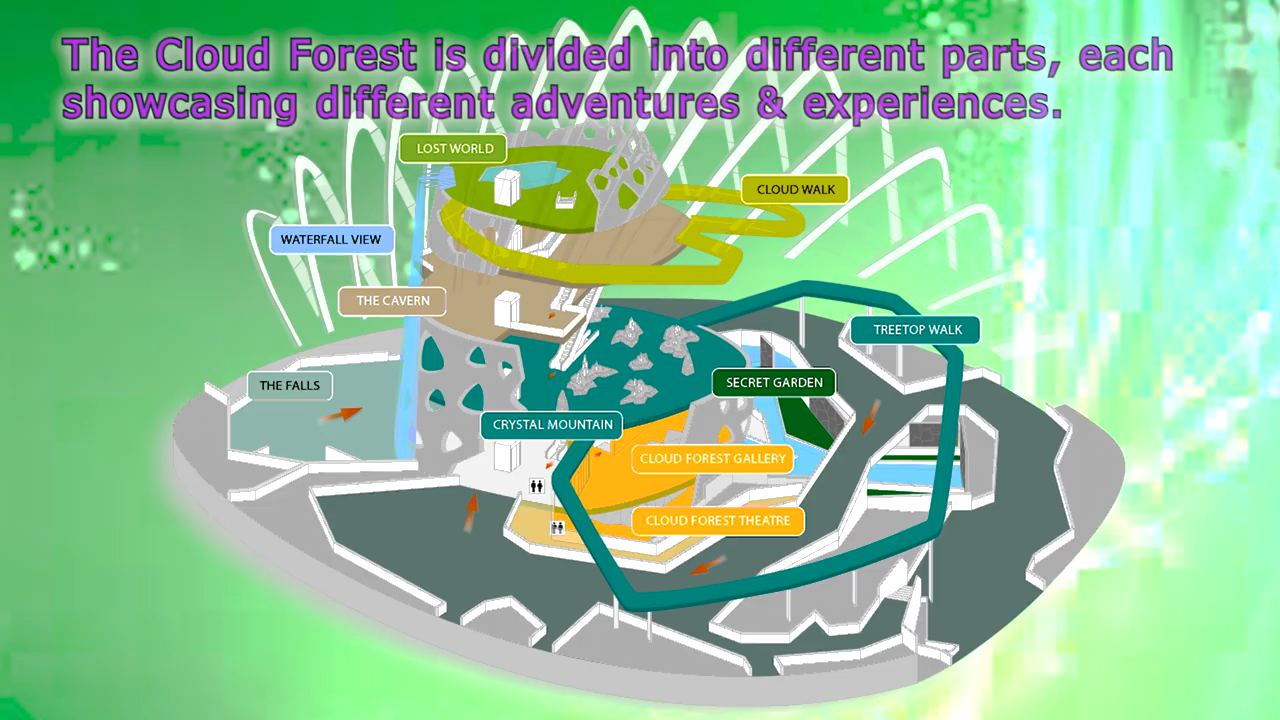 The Cloud Forest is divided into different parts, each
showcasing different adventures & experiences.
LOST WORLD
CLOUD WALK
WATERFALL VIEW
THE CAVERN
TREETOP WALK
THE FALLS
SECRET GARDEN
CRYSTAL MOUNTAIN
CLOUD FOREST GALLERY
CLOUD FOREST THEATRE